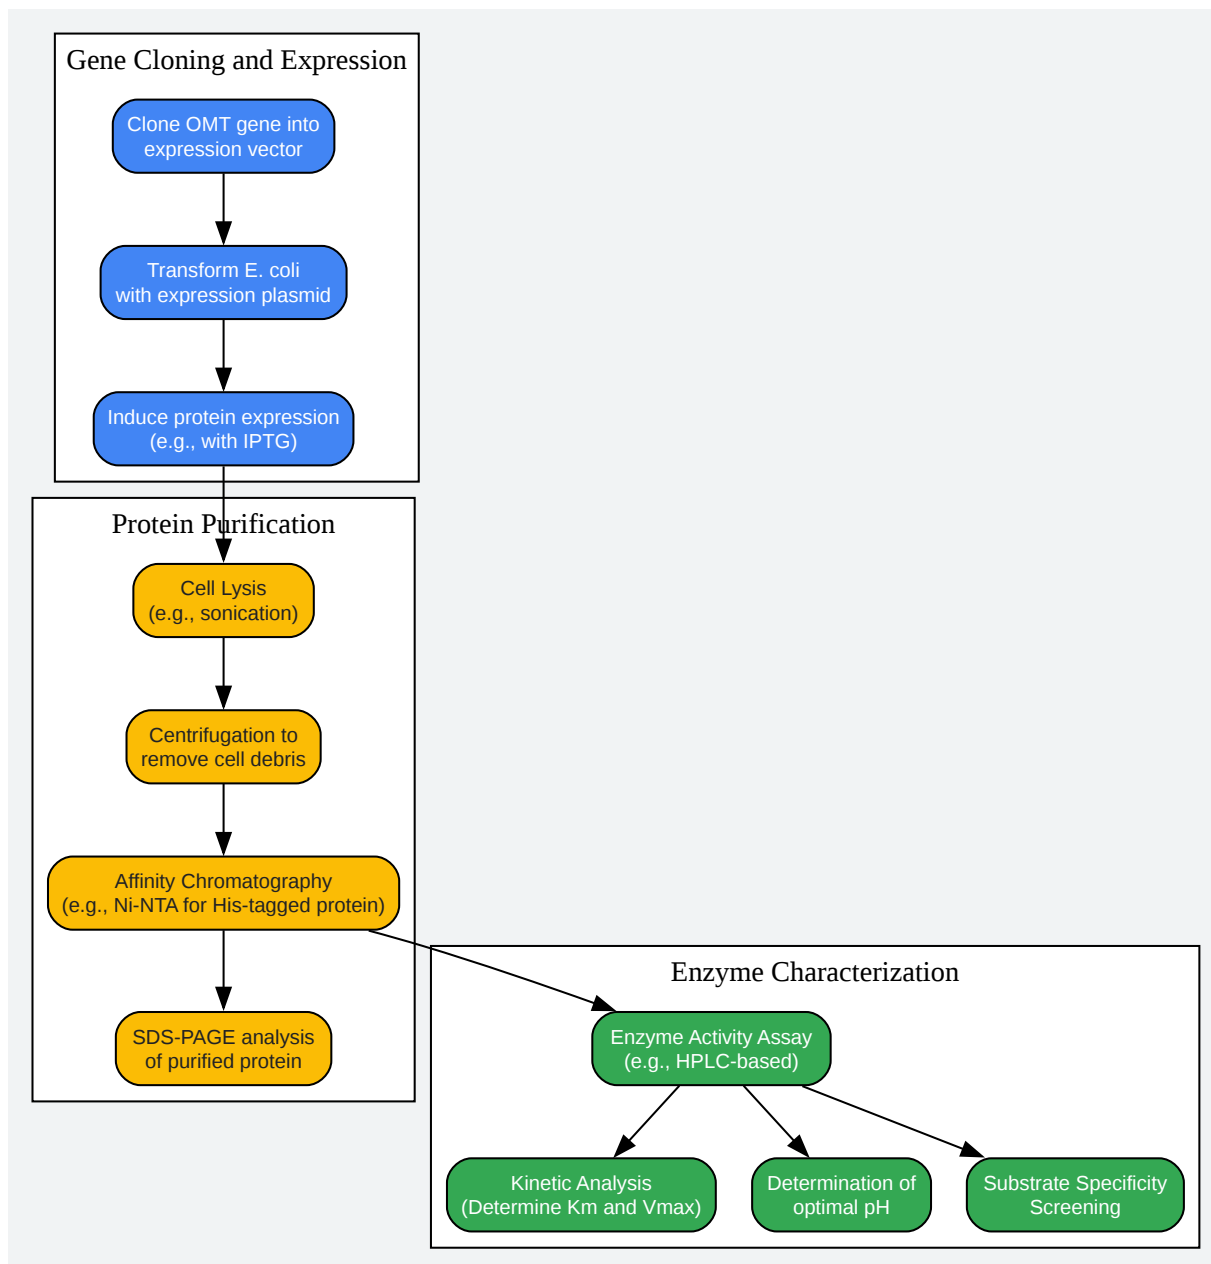 Gene Cloning and Expression
Clone OMT gene into
expression vector
Transform E. coli
with expression plasmid
Induce protein expression
(e.g., with IPTG)
Protein Purification
Cell Lysis
(e.g., sonication)
Centrifugation to
remove cell debris
Affinity Chromatography
(e.g., Ni-NTA for His-tagged protein)
SDS-PAGE analysis
of purified protein
Enzyme Characterization
Enzyme Activity Assay
(e.g., HPLC-based)
Kinetic Analysis
(Determine Km and Vmax)
Determination of
optimal pH
Substrate Specificity
Screening